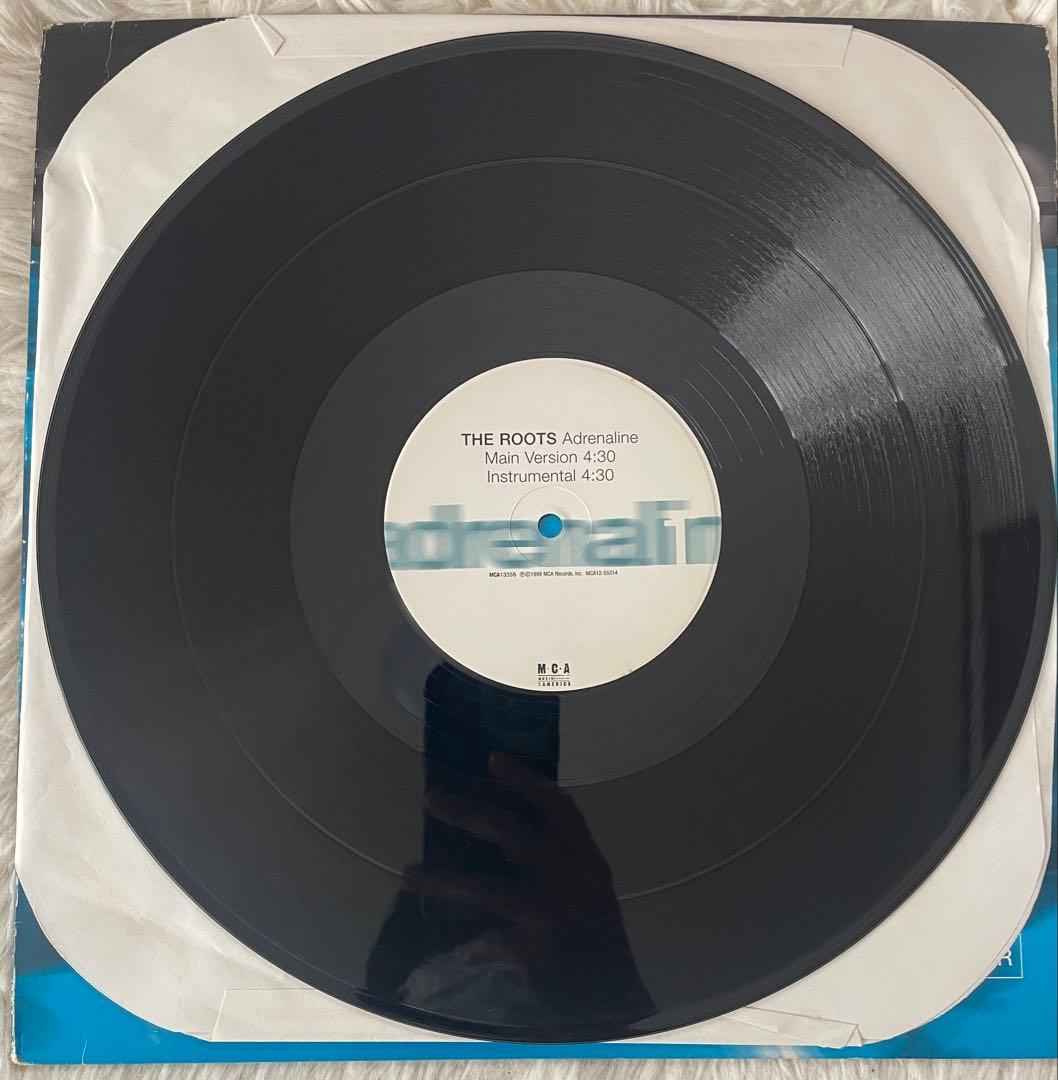 THE ROOTS Adrenaline
Main Version 4:30
Instrumental 4:30
adrenalin
1
MCA13358 ℗©1998 MCA Records, Inc. MCA12-55514
M·C·A
MUSIC
AMERICA
R